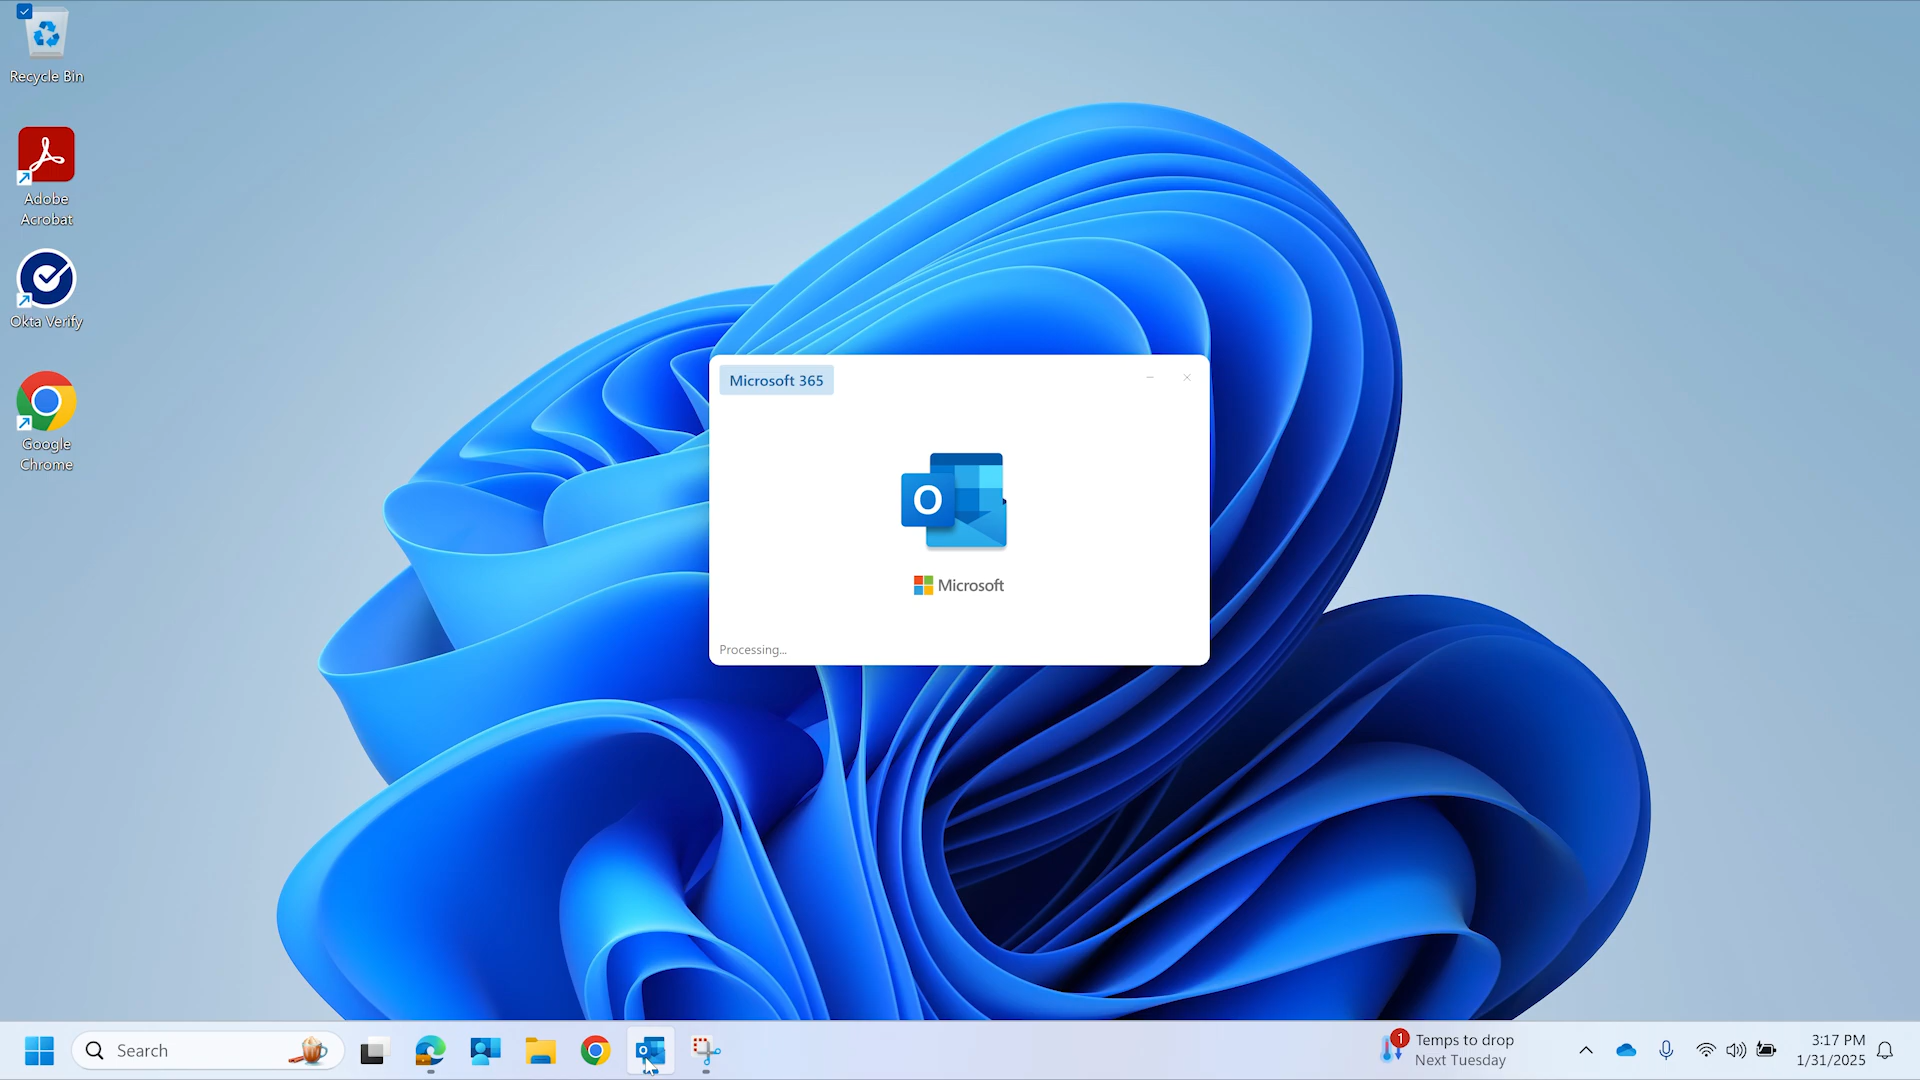 Recycle Bin
Adobe
Acrobat
Okta Verify
Google
Chrome
Microsoft 365
O
Microsoft
Processing...
Search
O
1
Temps to drop
Next Tuesday
3:17 PM
1/31/2025